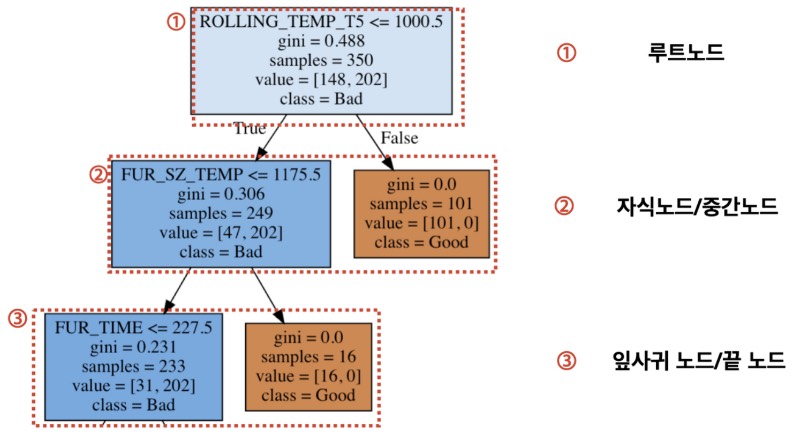 ① ROLLING_TEMP_T5 <= 1000.5
gini = 0.488
samples = 350
value = [148, 202]
class = Bad
① 루트노드
True
False
② FUR_SZ_TEMP <= 1175.5
gini = 0.306
samples = 249
value = [47, 202]
class = Bad
gini = 0.0
samples = 101
value = [101, 0]
class = Good
② 자식노드/중간노드
③ FUR_TIME <= 227.5
gini = 0.231
samples = 233
value = [31, 202]
class = Bad
gini = 0.0
samples = 16
value = [16, 0]
class = Good
③ 잎사귀 노드/끝 노드